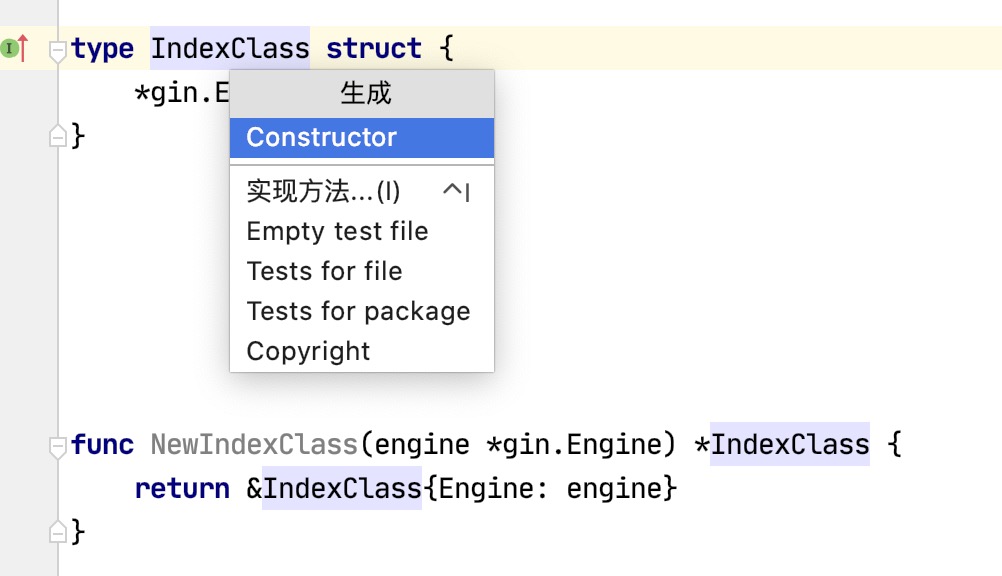 type IndexClass struct {
*gin.E
}
生成
Constructor
实现方法...(I) ^I
Empty test file
Tests for file
Tests for package
Copyright
func NewIndexClass(engine *gin.Engine) *IndexClass {
return &IndexClass{Engine: engine}
}